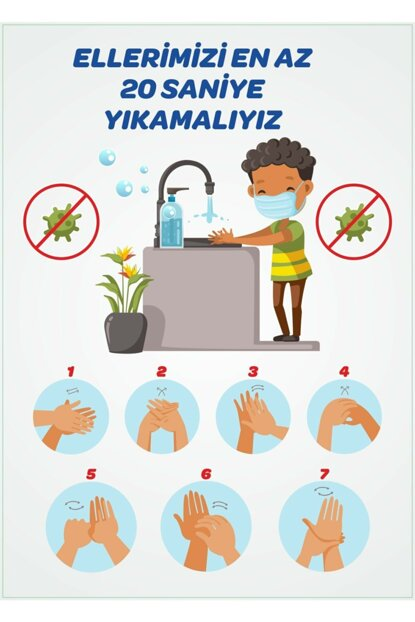 ELLERİMİZİ EN AZ
20 SANİYE
YIKAMALIYIZ
1 2 3 4
5 6 7